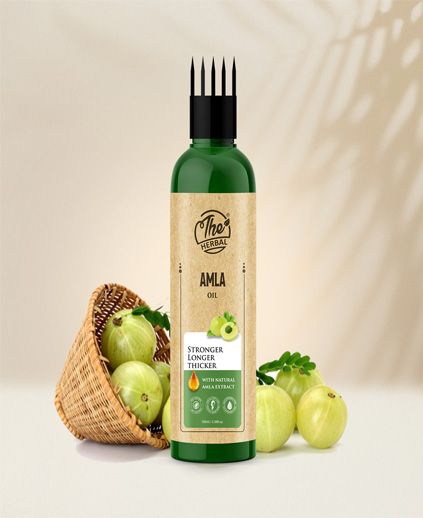 The
HERBAL
AMLA
OIL
STRONGER
LONGER
THICKER
WITH NATURAL
AMLA EXTRACT